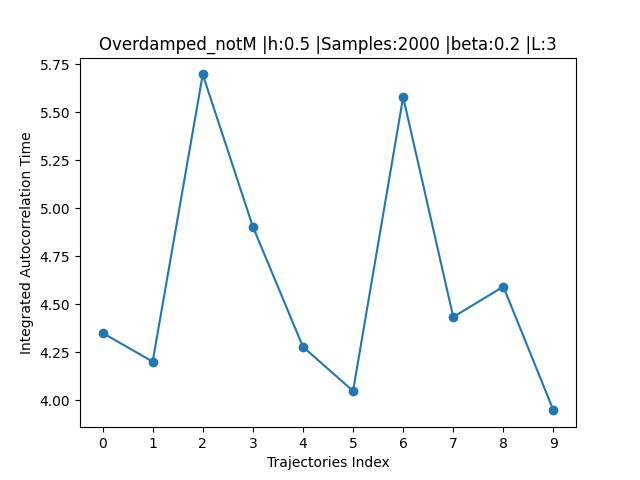 Overdamped_notM |h:0.5 |Samples:2000 |beta:0.2 |L:3
5.75
5.50
5.25
5.00
4.75
4.50
4.25
4.00
Integrated Autocorrelation Time
0 1 2 3 4 5 6 7 8 9
Trajectories Index